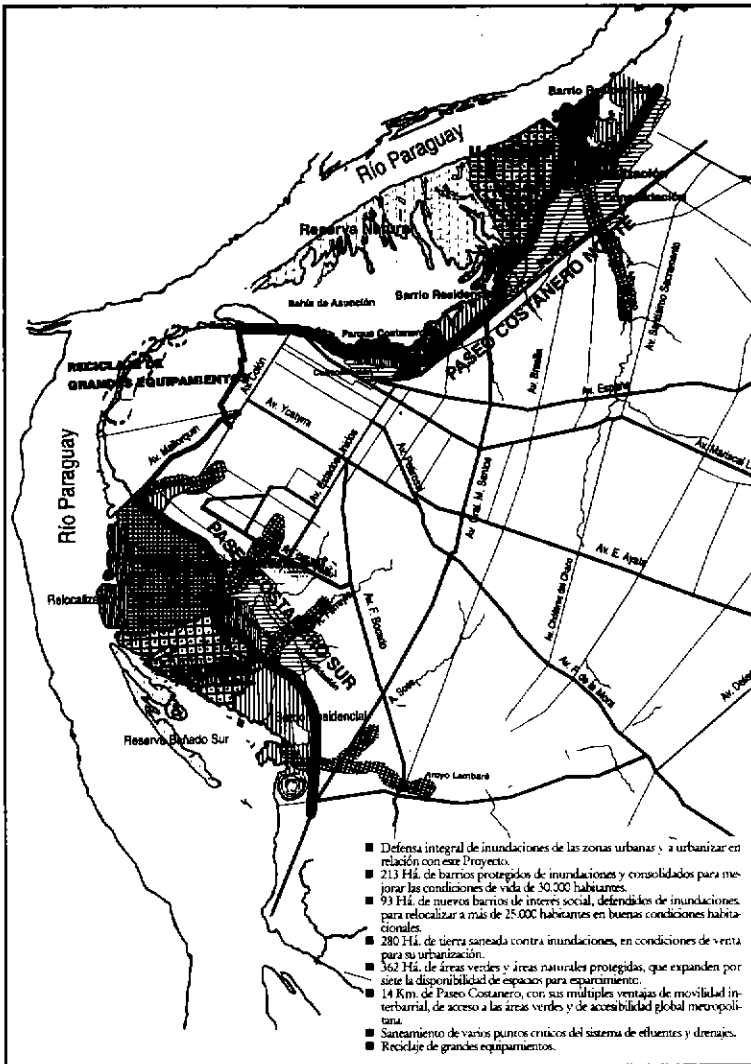 Río Paraguay
Barrio
Reserva Natural
Bahía de Asunción
Barrio Residencial
Parque Costanero
PASEO COSTANERO NORTE
RECICLAJE DE
GRANDES EQUIPAMIENTOS
Av. Colón
Av. Ycatyra
Av. Mallorquin
Av. Estados Unidos
Av. Brasilia
Av. Santísimo Sacramento
Av. España
Av. Mariscal L
Av. Gral. M. Santos
Av. E. Ayala
Río Paraguay
SUR
Av. F. Bogado
Av. Defe
Av. F. de la Mora
Reserva Bañado Sur
Arroyo Lambaré
■ Defensa integral de inundaciones de las zonas urbanas y a urbanizar en
relación con este Proyecto.
■ 213 Há. de barrios protegidos de inundaciones y consolidados para me-
jorar las condiciones de vida de 30.000 habitantes.
■ 93 Há. de nuevos barrios de interés social, defendidos de inundaciones,
para relocalizar a más de 25.000 habitantes en buenas condiciones habita-
cionales.
■ 280 Há. de tierra saneada contra inundaciones, en condiciones de venta
para su urbanización.
■ 362 Há. de áreas verdes y áreas naturales protegidas, que expanden por
siete la disponibilidad de espacios para esparcimiento.
■ 14 Km. de Paseo Costanero, con sus múltiples ventajas de movilidad in-
terbarrial, de acceso a las áreas verdes y de accesibilidad global metropoli-
tana.
■ Saneamiento de varios puntos críticos del sistema de efluentes y drenajes.
■ Reciclaje de grandes equipamientos.